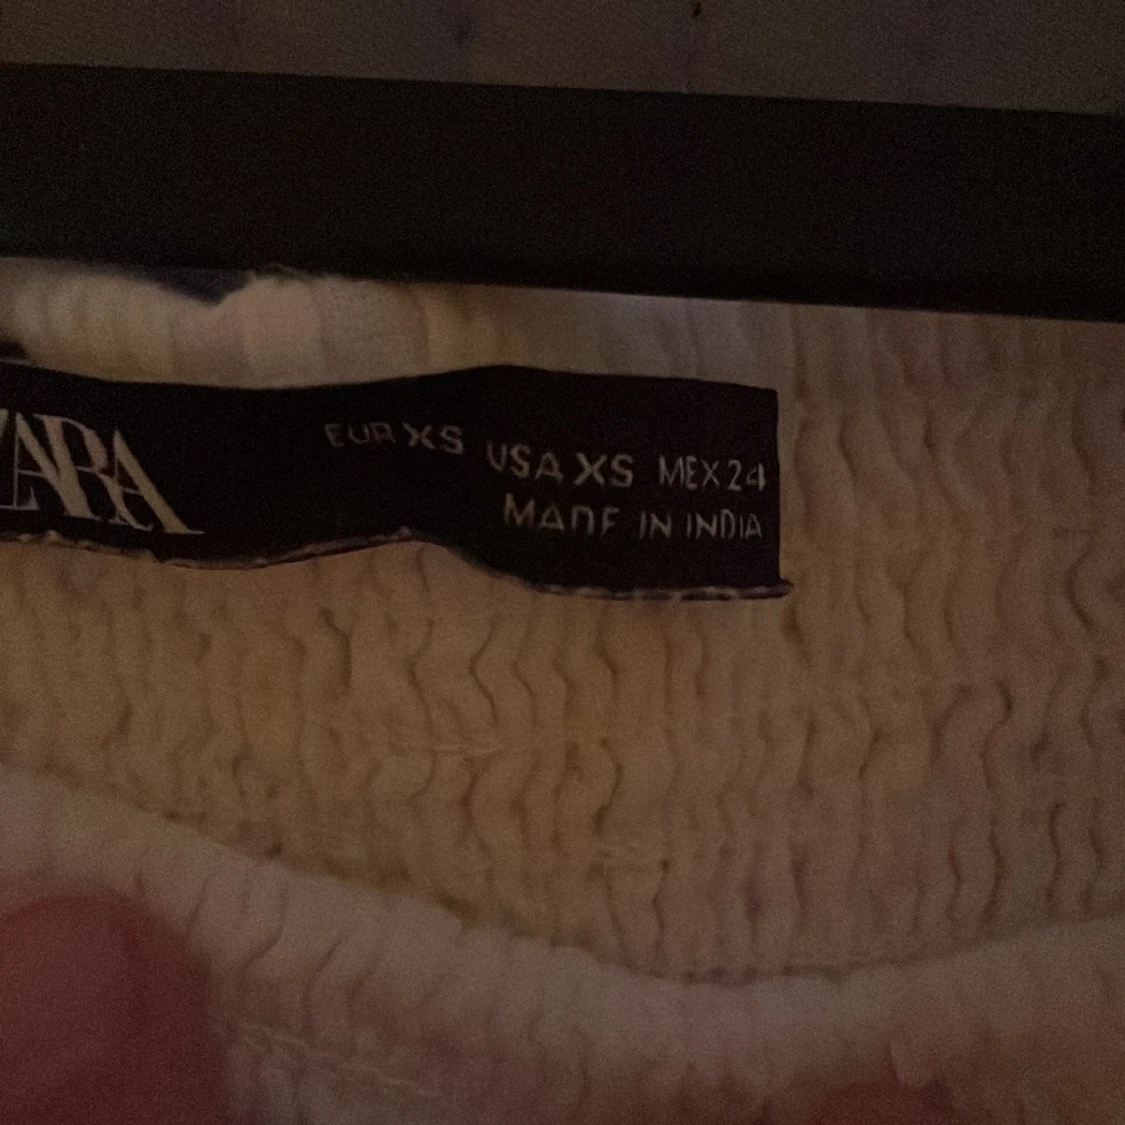 ZARA
EUR XS USA XS MEX 24
MADE IN INDIA